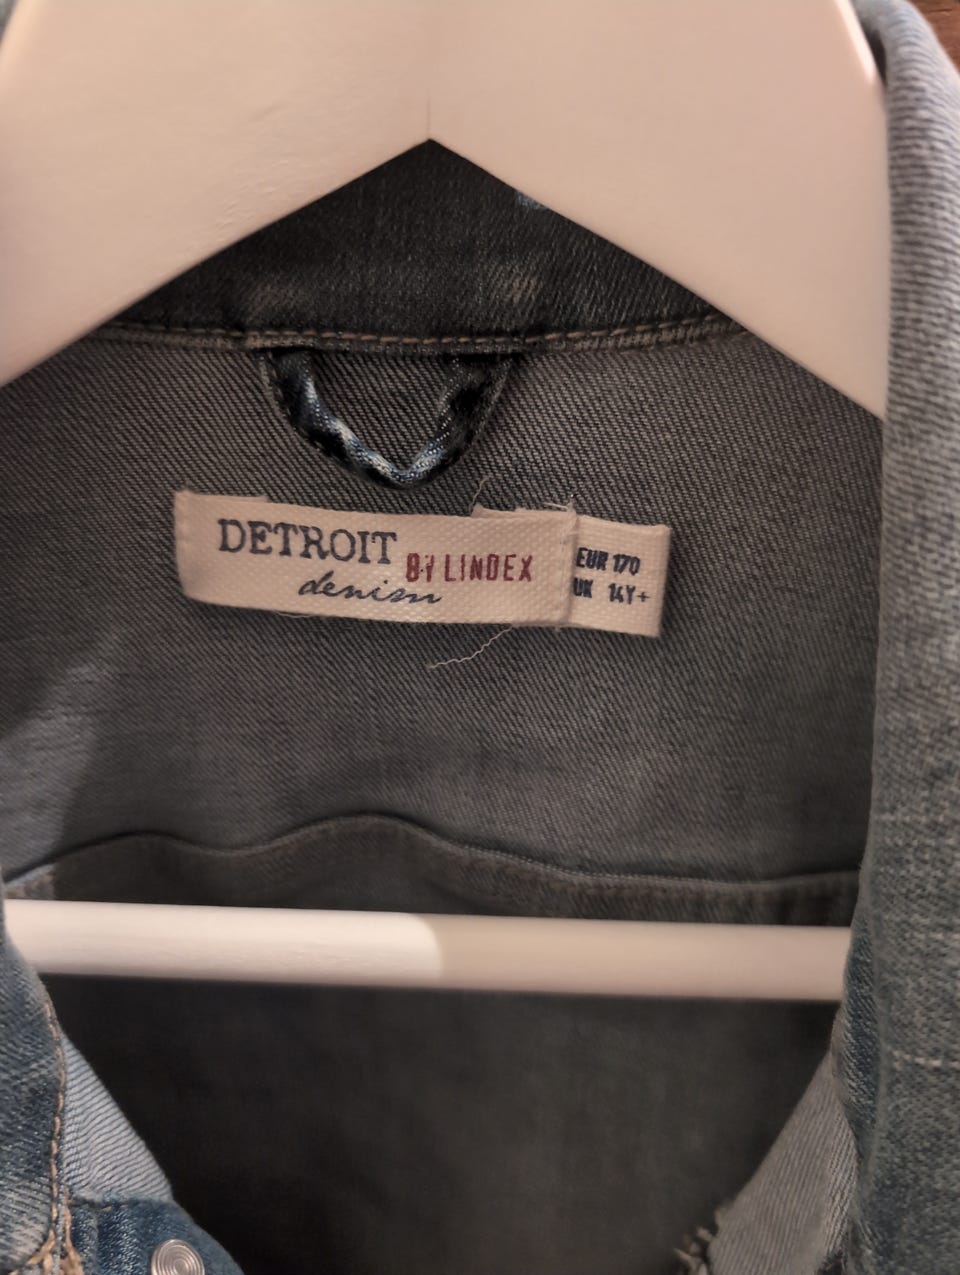 DETROIT
BY LINDEX
denim
EUR 170
UK 14Y+